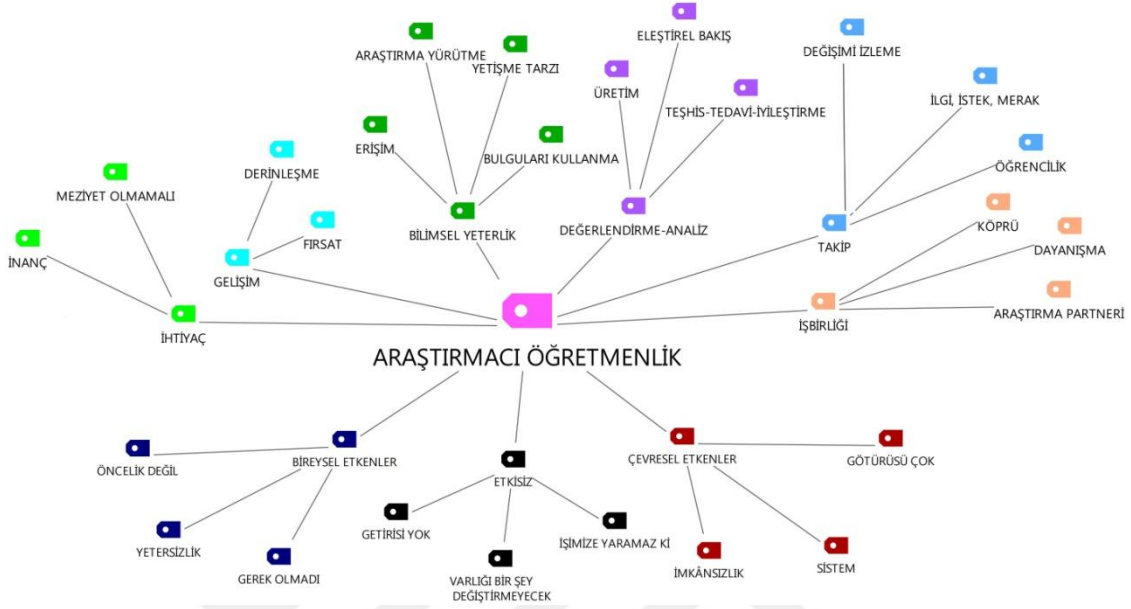 ELEŞTİREL BAKIŞ
ARAŞTIRMA YÜRÜTME
YETİŞME TARZI
DEĞİŞİMİ İZLEME
ÜRETİM
TEŞHİS-TEDAVİ-İYİLEŞTİRME
İLGİ, İSTEK, MERAK
ERİŞİM
BULGULARI KULLANMA
DERİNLEŞME
ÖĞRENCİLİK
MEZİYET OLMAMALI
FIRSAT
BİLİMSEL YETERLİK
DEĞERLENDİRME-ANALİZ
TAKİP
KÖPRÜ
DAYANIŞMA
İNANÇ
GELİŞİM
İHTİYAÇ
İŞBİRLİĞİ
ARAŞTIRMA PARTNERİ
ARAŞTIRMACI ÖĞRETMENLİK
ÖNCELİK DEĞİL
BİREYSEL ETKENLER
ETKİSİZ
ÇEVRESEL ETKENLER
GÖTÜRÜSÜ ÇOK
GETİRİSİ YOK
İŞİMİZE YARAMAZ Kİ
YETERSİZLİK
GEREK OLMADI
VARLIĞI BİR ŞEY
DEĞİŞTİRMEYECEK
İMKÂNSIZLIK
SİSTEM